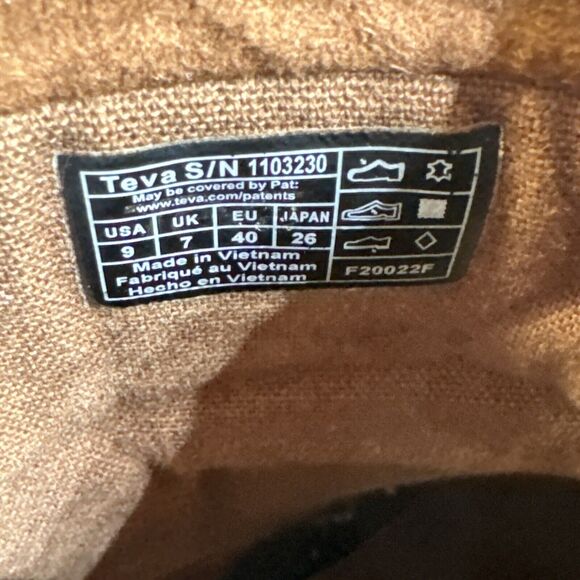 Teva S/N 1103230
May be covered by Pat:
www.teva.com/patents
USA UK EU JAPAN
9 7 40 26
Made in Vietnam
Fabriqué au Vietnam
Hecho en Vietnam
F20022F